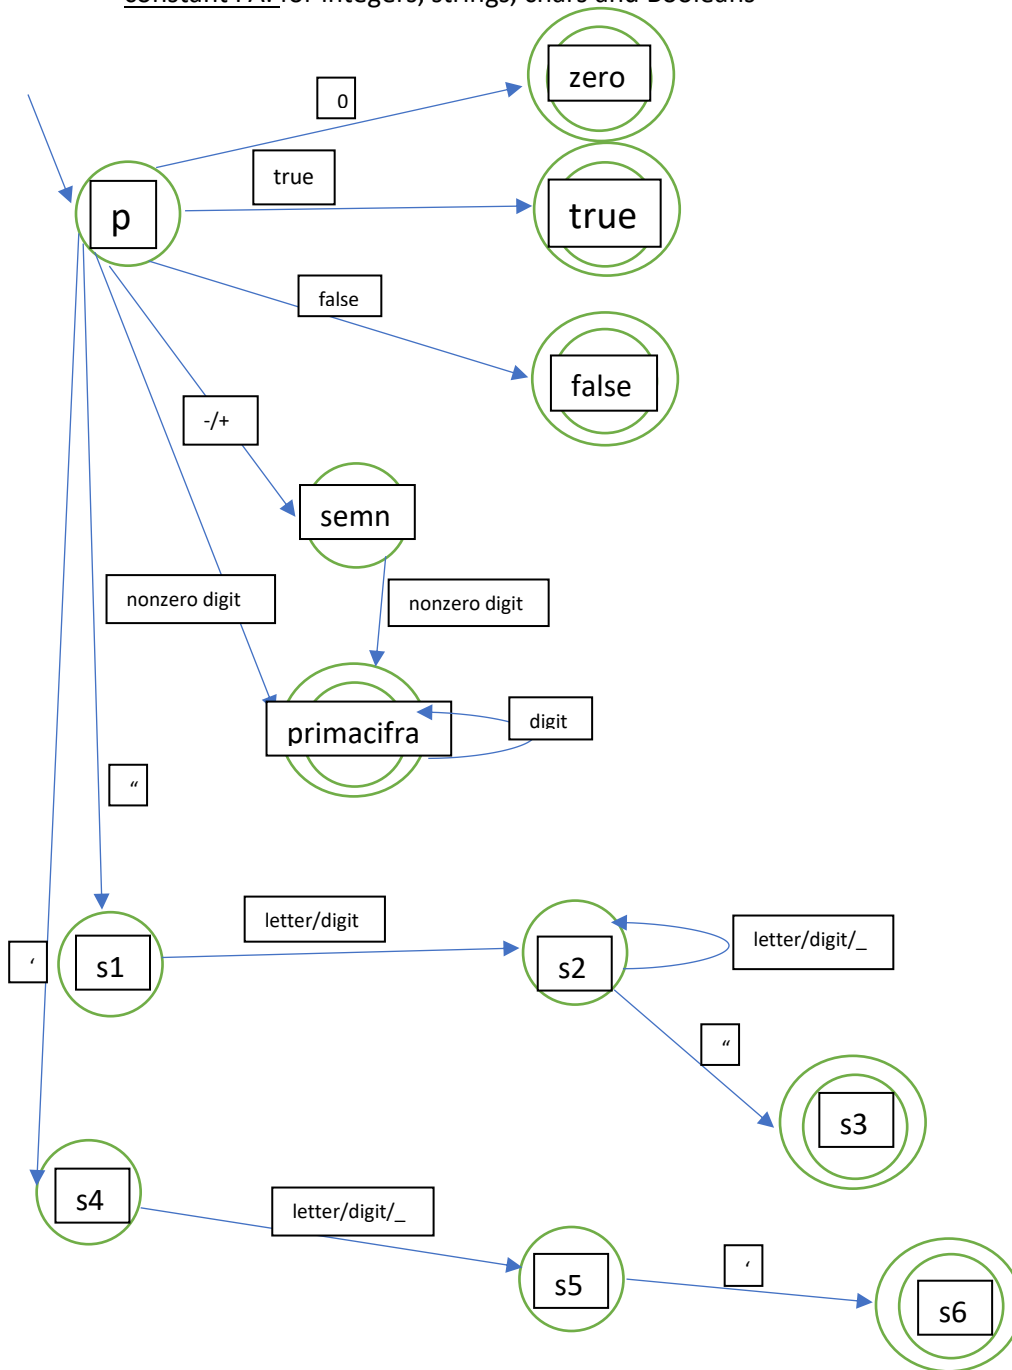 constant FA: for integers, strings, chars and Booleans
zero
0
true
true
p
false
false
-/+
semn
nonzero digit
nonzero digit
primacifra
digit
“
letter/digit
letter/digit/_
s1
s2
‘
“
s3
s4
letter/digit/_
s5
‘
s6